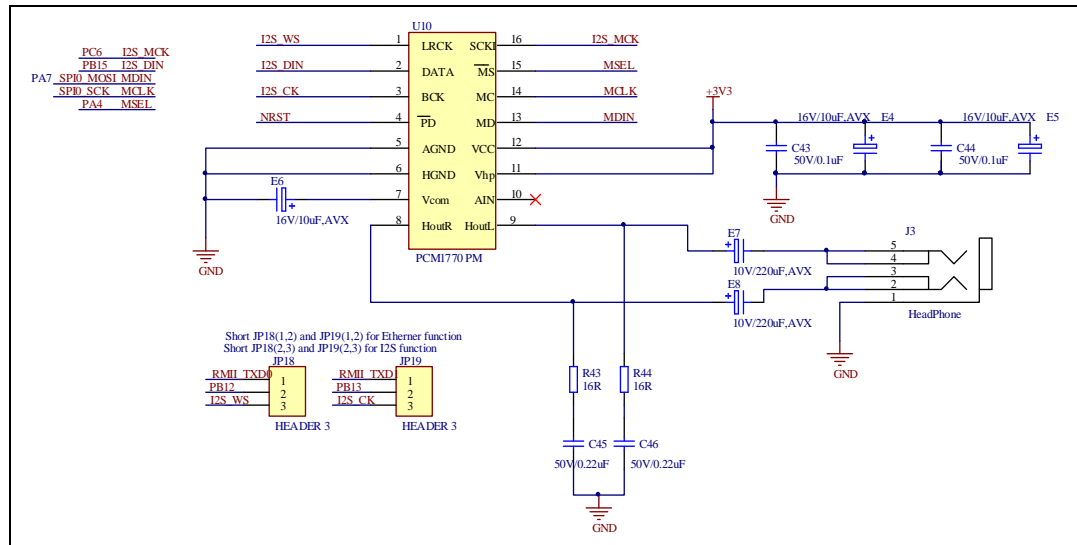 U10
PC6 I2S_MCK
PB15 I2S_DIN
PA7 SPI0_MOSI MDIN
SPI0_SCK MCLK
PA4 MSEL
I2S_WS 1 LRCK SCKI 16 I2S_MCK
I2S_DIN 2 DATA MS 15 MSEL
I2S_CK 3 BCK MC 14 MCLK
NRST 4 PD MD 13 MDIN
5 AGND VCC 12
6 HGND Vhp 11
7 Vcom AIN 10
8 HoutR HoutL 9
PCM1770 PM
E6
16V/10uF,AVX
GND
+3V3
16V/10uF,AVX E4
C43
50V/0.1uF
16V/10uF,AVX E5
C44
50V/0.1uF
GND
E7
10V/220uF,AVX
E8
10V/220uF,AVX
J3
5
4
3
2
1
HeadPhone
GND
Short JP18(1,2) and JP19(1,2) for Etherner function
Short JP18(2,3) and JP19(2,3) for I2S function
JP18
RMII_TXD0 1
PB12 2
I2S_WS 3
HEADER 3
JP19
RMII_TXD1 1
PB13 2
I2S_CK 3
HEADER 3
R43
16R
R44
16R
C45
50V/0.22uF
C46
50V/0.22uF
GND